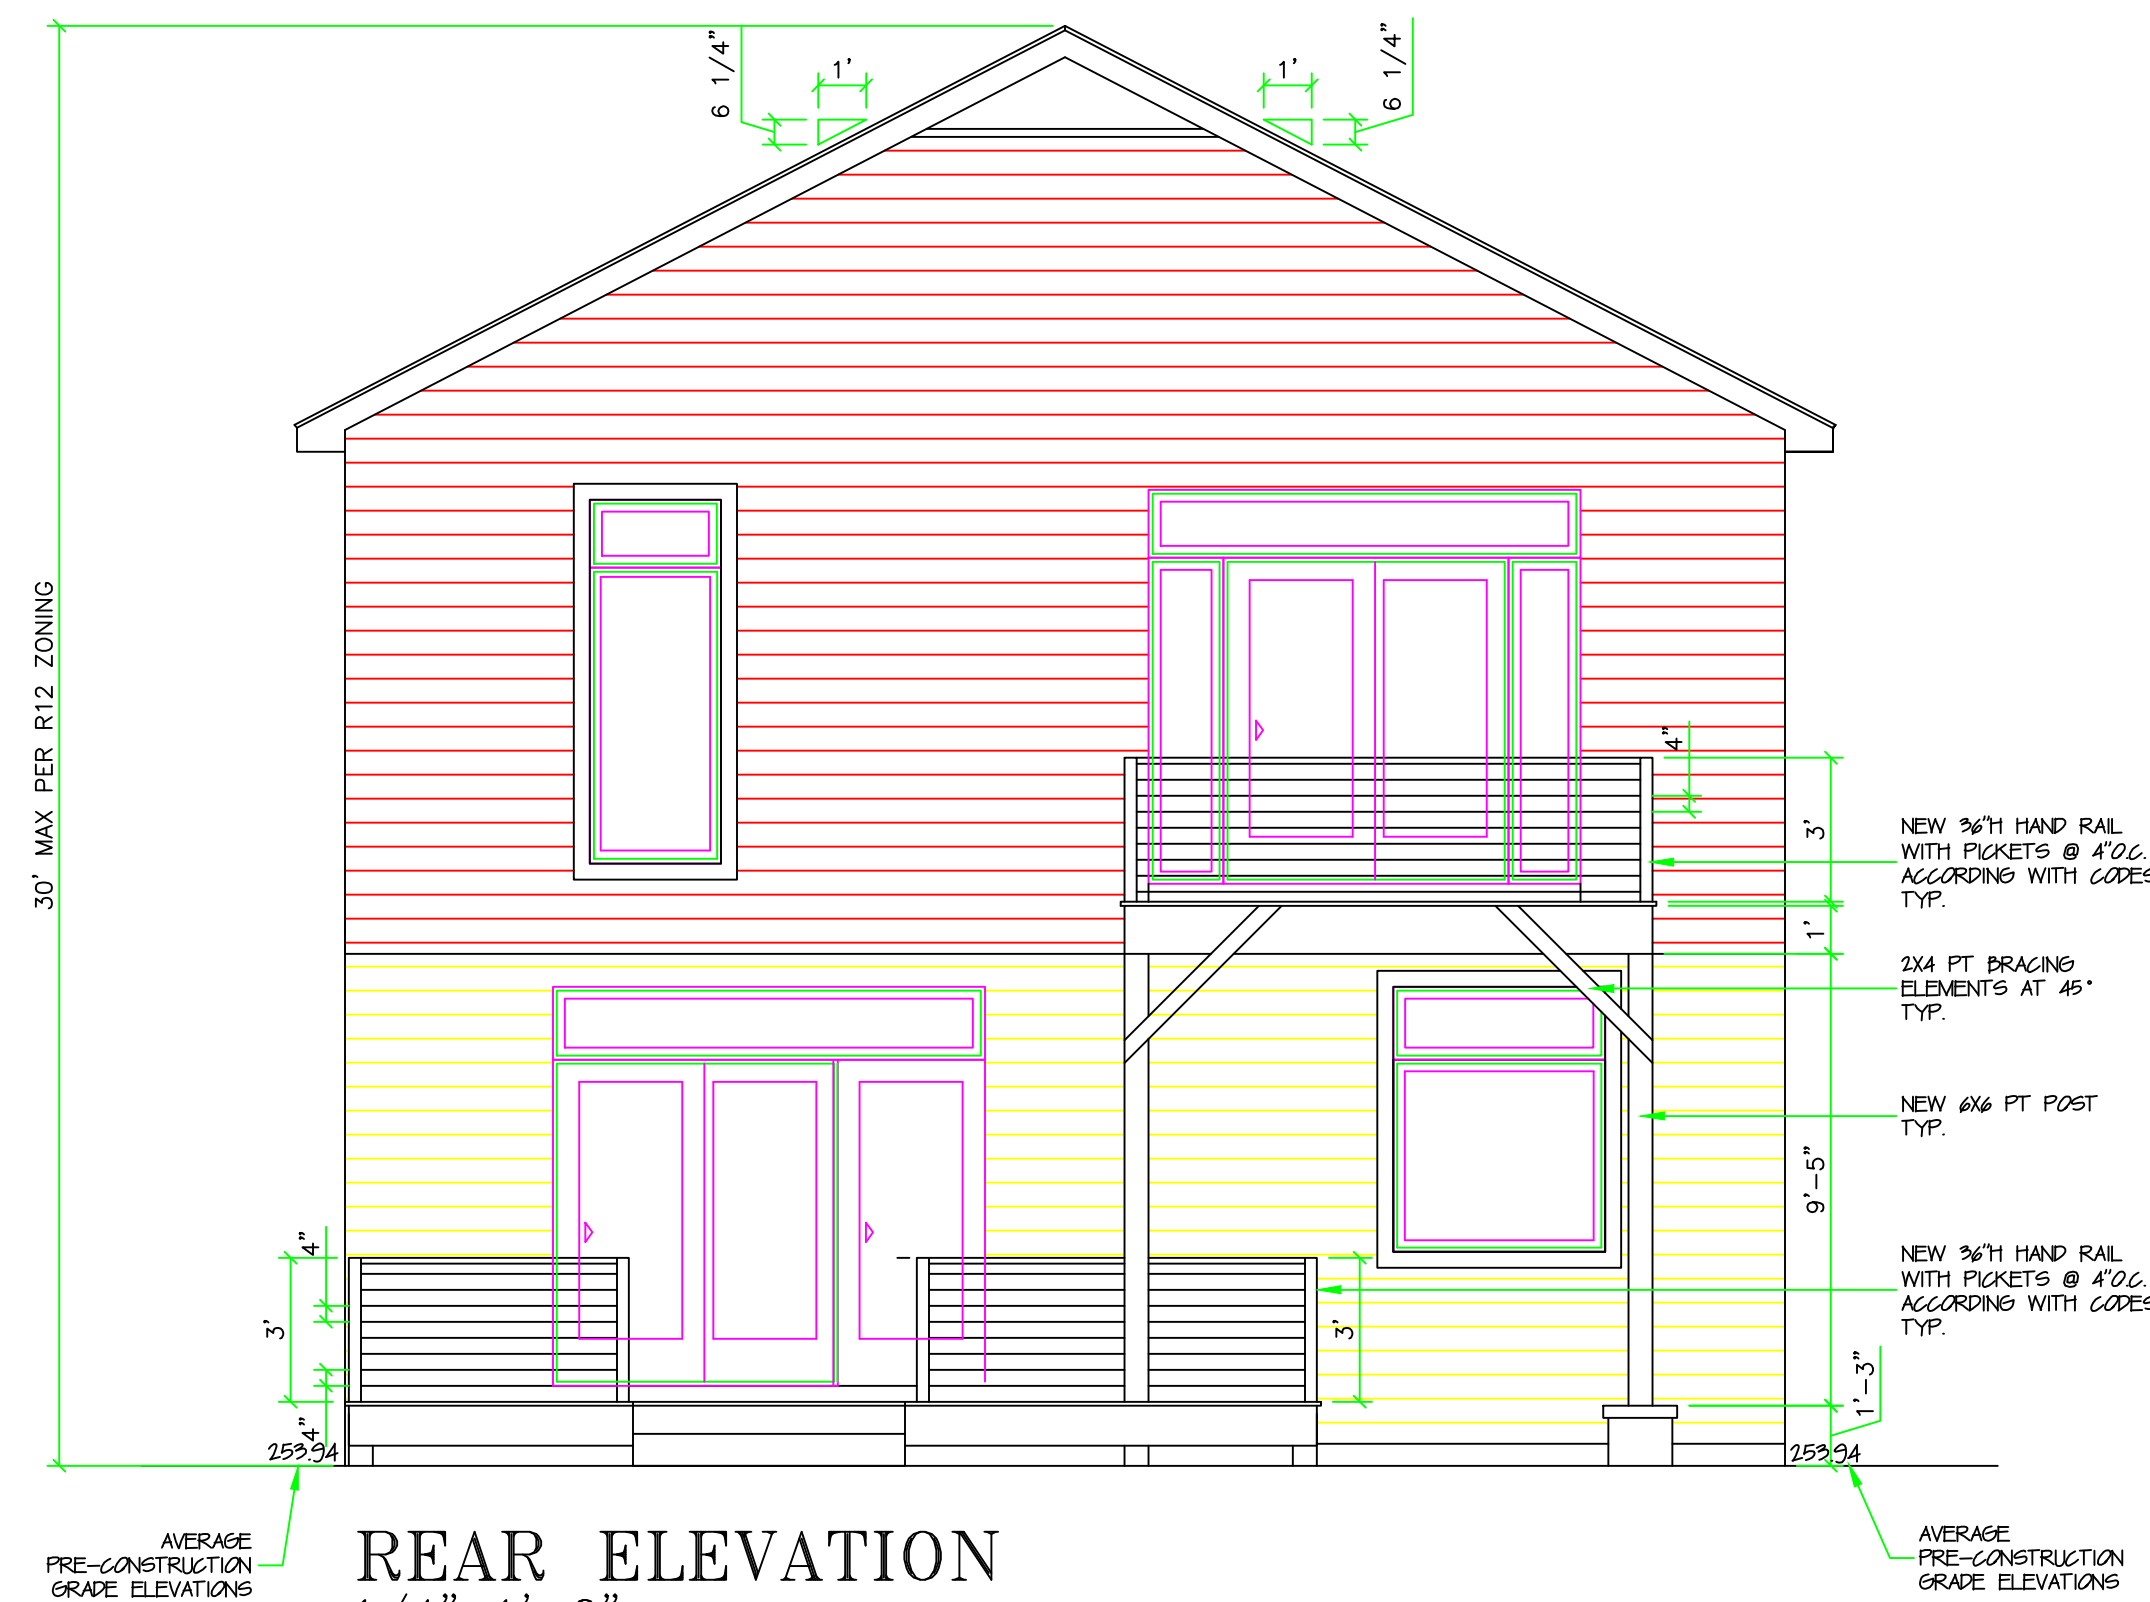 6 1/4"
1'
1'
6 1/4"
30' MAX PER R12 ZONING
4"
3'
NEW 36"H HAND RAIL
WITH PICKETS @ 4"O.C.
ACCORDING WITH CODES
TYP.
1'
2X4 PT BRACING
ELEMENTS AT 45°
TYP.
NEW 6X6 PT POST
TYP.
9'-5"
4"
3'
4"
3'
NEW 36"H HAND RAIL
WITH PICKETS @ 4"O.C.
ACCORDING WITH CODES
TYP.
1'-3"
253.94
253.94
AVERAGE
PRE-CONSTRUCTION
GRADE ELEVATIONS
REAR ELEVATION
AVERAGE
PRE-CONSTRUCTION
GRADE ELEVATIONS